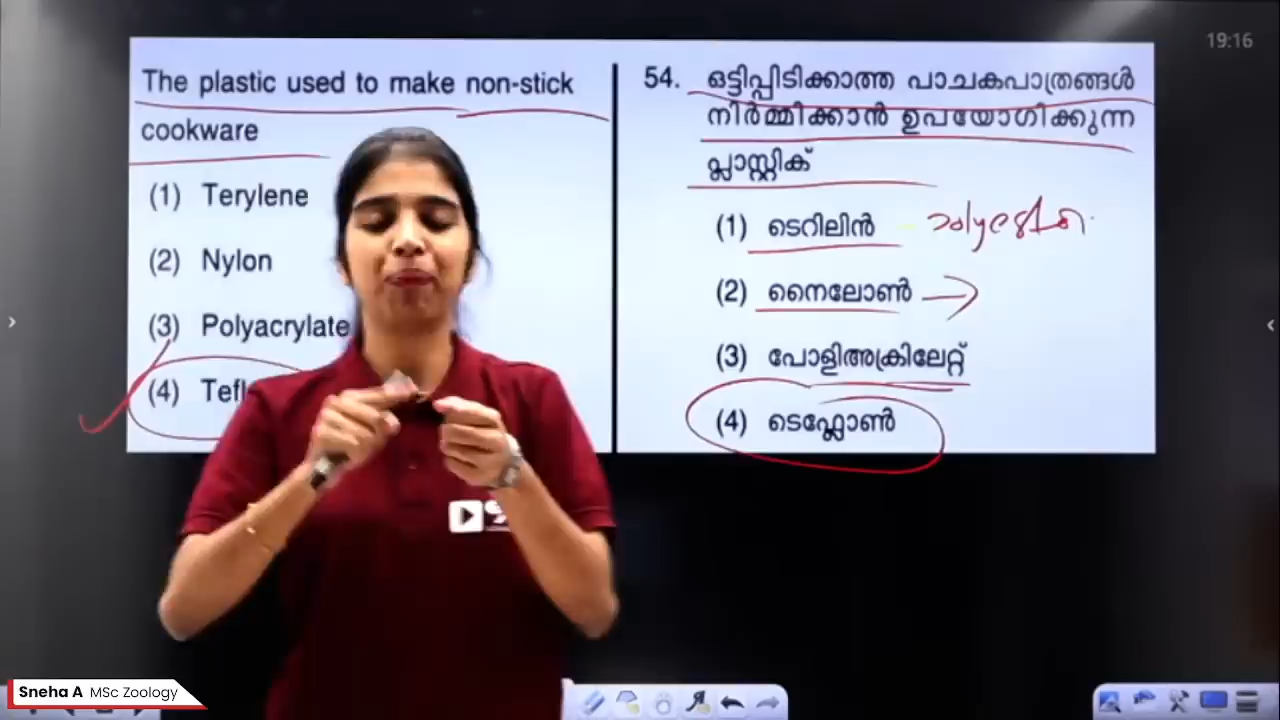 19:16
The plastic used to make non-stick
cookware
(1) Terylene
(2) Nylon
(3) Polyacrylate
(4) Tefl
54. ഒട്ടിപ്പിടിക്കാത്ത പാചകപാത്രങ്ങൾ
നിർമ്മിക്കാൻ ഉപയോഗിക്കുന്ന
പ്ലാസ്റ്റിക്
(1) ടെറിലിൻ
(2) നൈലോൺ
(3) പോളിഅക്രിലേറ്റ്
(4) ടെഫ്ലോൺ
Sneha A MSc Zoology